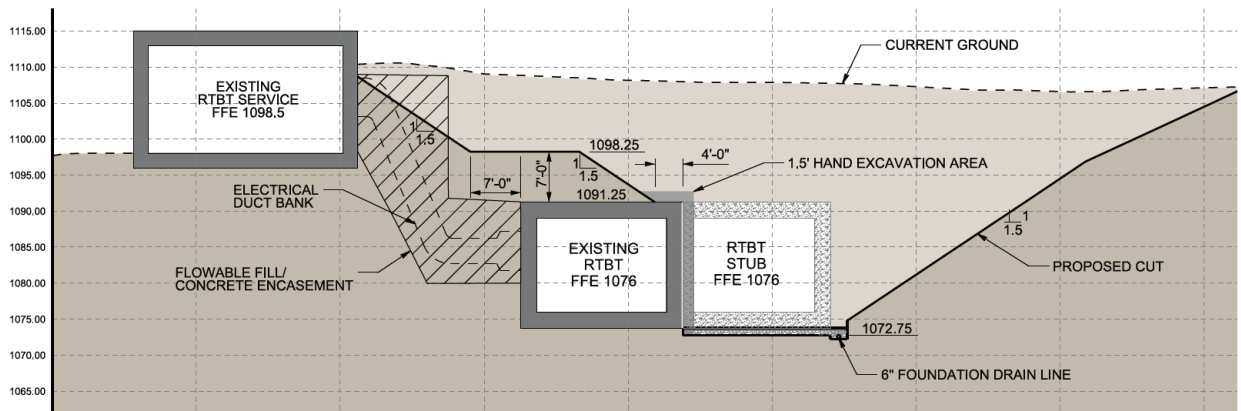 1115.00
1110.00
1105.00
1100.00
1095.00
1090.00
1085.00
1080.00
1075.00
1070.00
1065.00
EXISTING
RTBT SERVICE
FFE 1098.5
CURRENT GROUND
1
1.5
1098.25
4'-0"
1.5' HAND EXCAVATION AREA
1
1.5
7'-0"
7'-0"
1091.25
ELECTRICAL
DUCT BANK
EXISTING
RTBT
FFE 1076
RTBT
STUB
FFE 1076
1
1.5
PROPOSED CUT
FLOWABLE FILL/
CONCRETE ENCASEMENT
1072.75
6" FOUNDATION DRAIN LINE